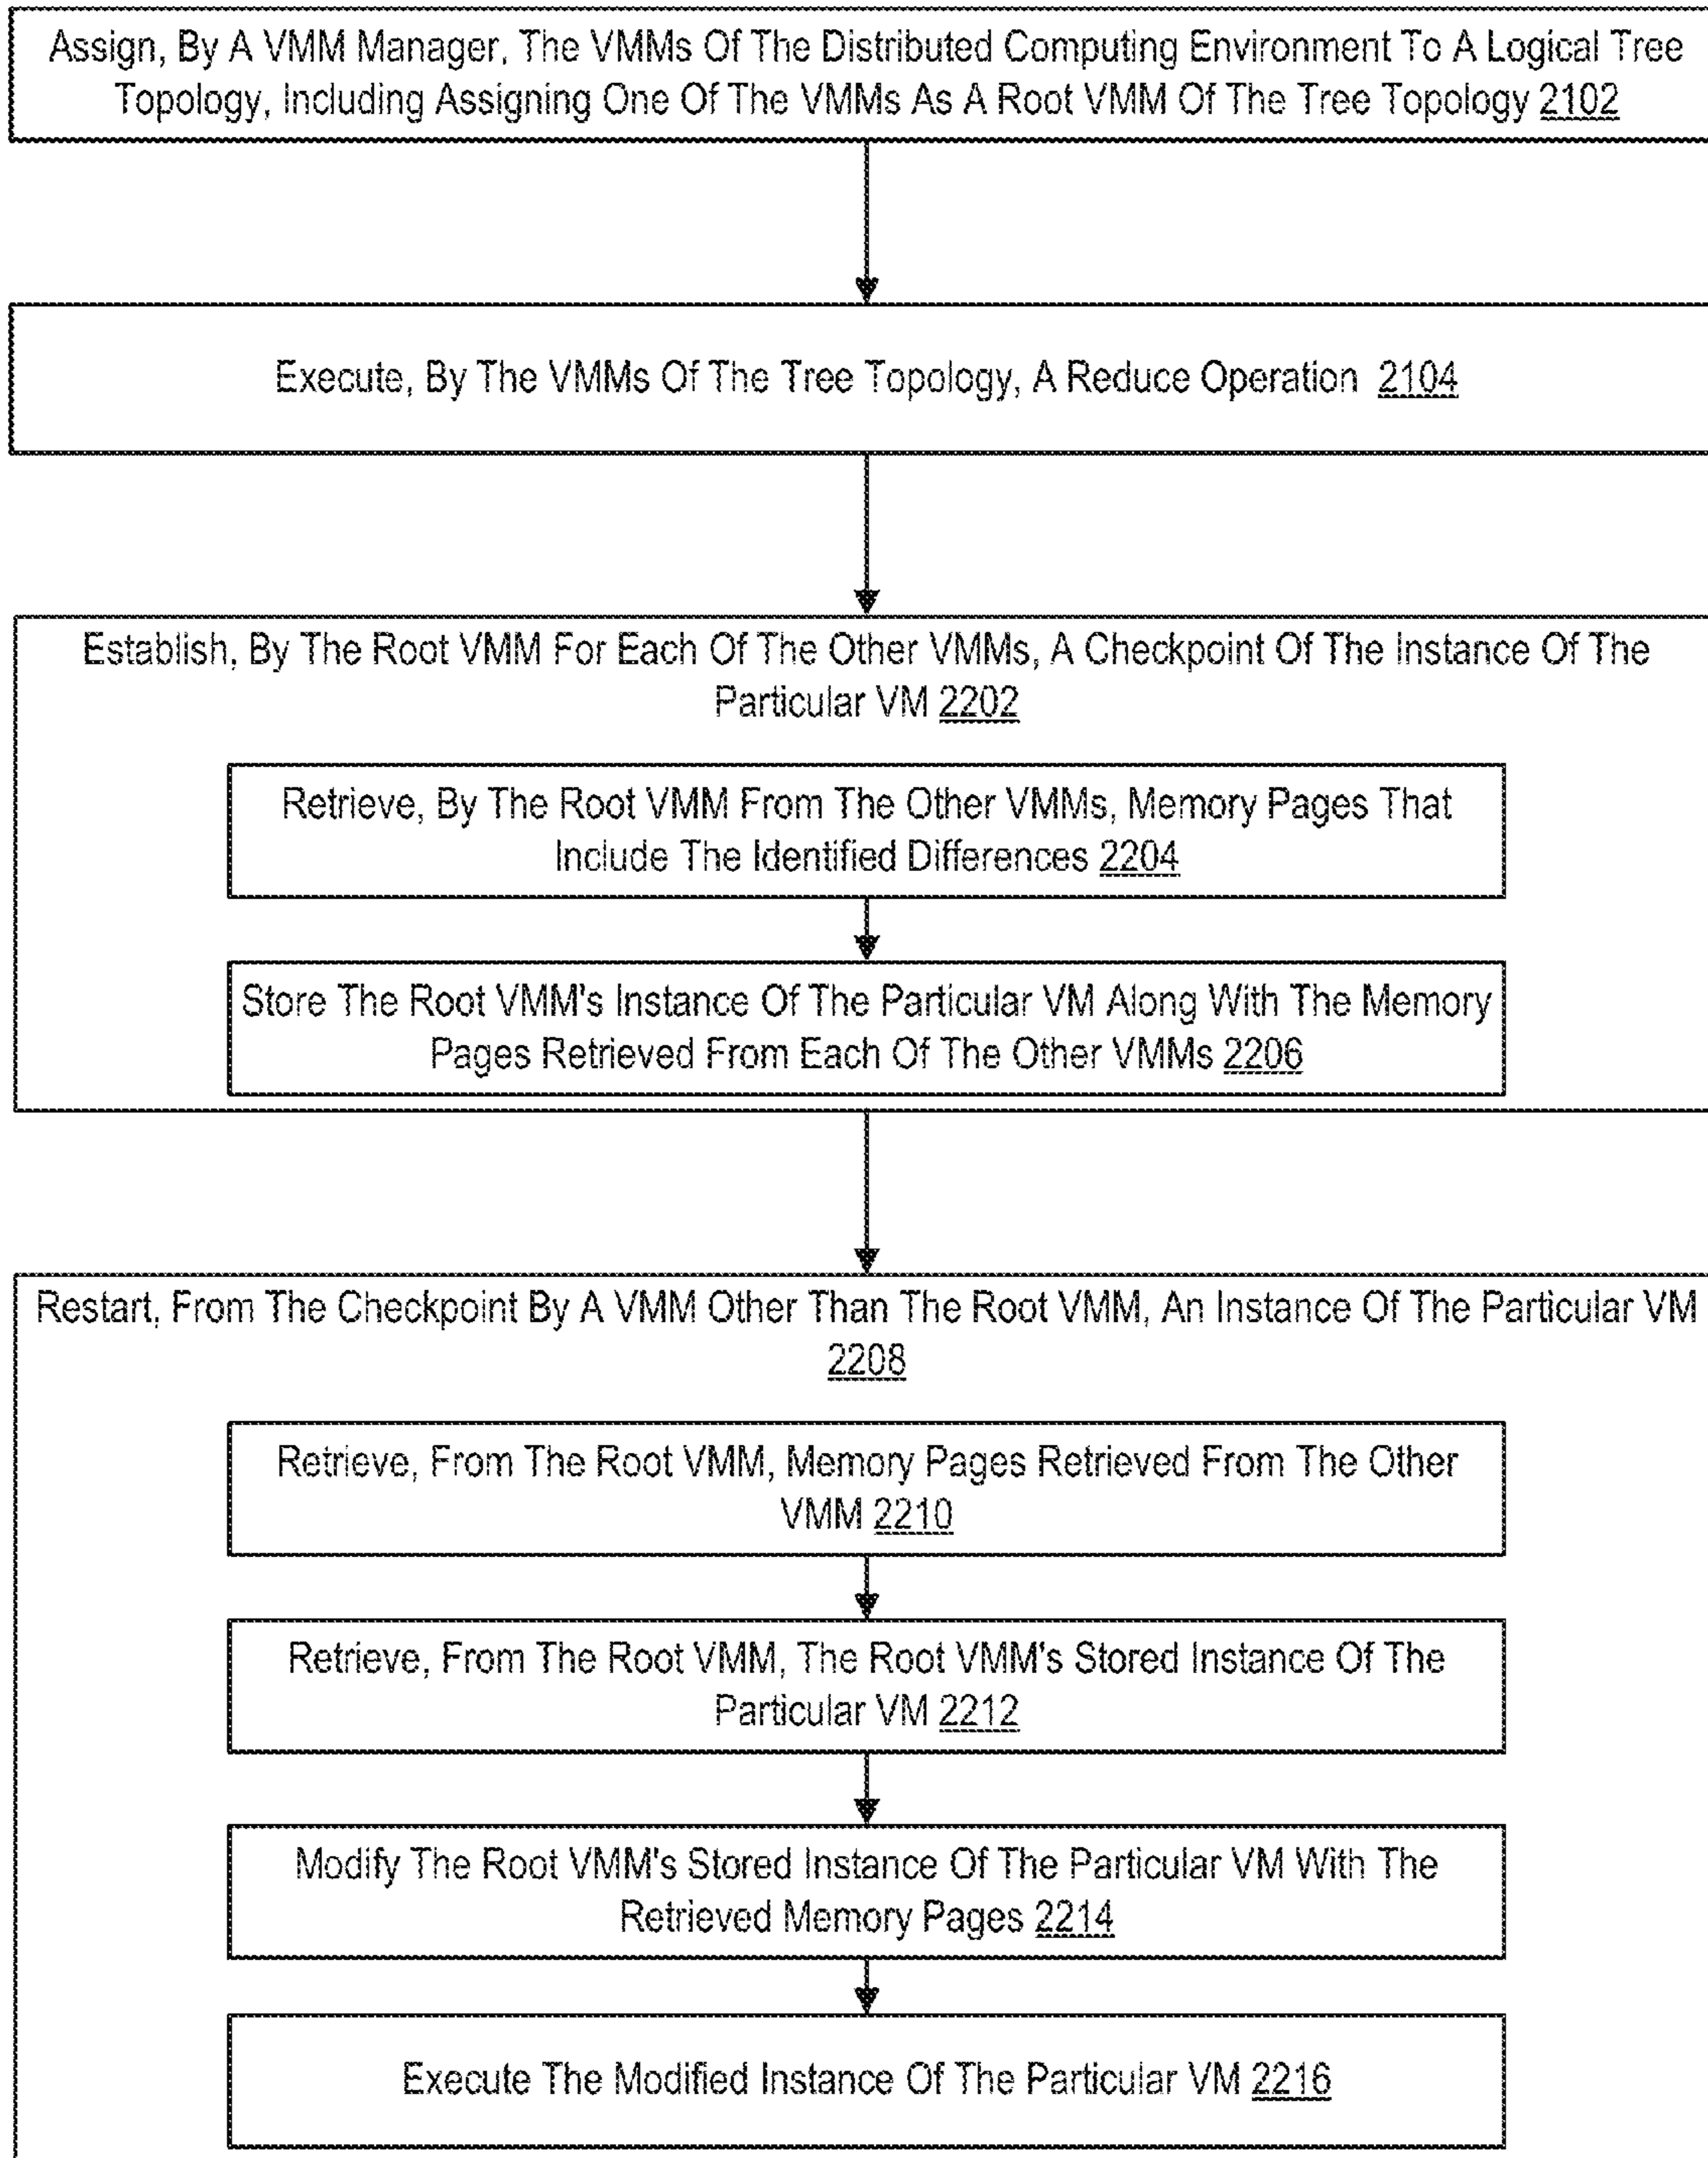 Assign, By A VMM Manager, The VMMs Of The Distributed Computing Environment To A Logical Tree
Topology, Including Assigning One Of The VMMs As A Root VMM Of The Tree Topology 2102
Execute, By The VMMs Of The Tree Topology, A Reduce Operation 2104
Establish, By The Root VMM For Each Of The Other VMMs, A Checkpoint Of The Instance Of The
Particular VM 2202
Retrieve, By The Root VMM From The Other VMMs, Memory Pages That
Include The Identified Differences 2204
Store The Root VMM's Instance Of The Particular VM Along With The Memory
Pages Retrieved From Each Of The Other VMMs 2206
Restart, From The Checkpoint By A VMM Other Than The Root VMM, An Instance Of The Particular VM
2208
Retrieve, From The Root VMM, Memory Pages Retrieved From The Other
VMM 2210
Retrieve, From The Root VMM, The Root VMM's Stored Instance Of The
Particular VM 2212
Modify The Root VMM's Stored Instance Of The Particular VM With The
Retrieved Memory Pages 2214
Execute The Modified Instance Of The Particular VM 2216